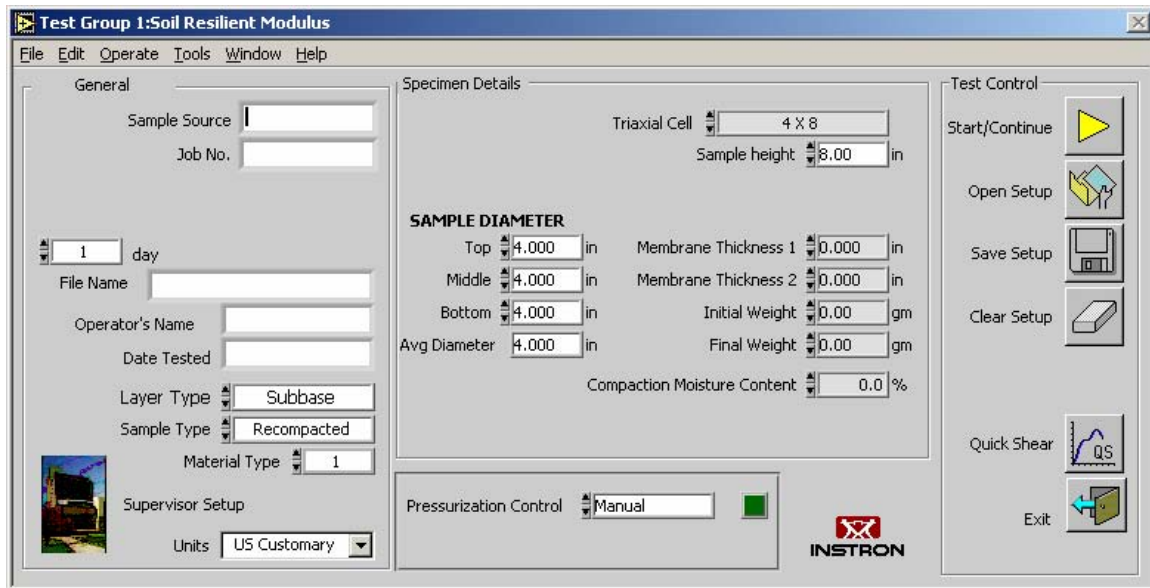 Test Group 1:Soil Resilient Modulus
File Edit Operate Tools Window Help
General
Sample Source
Job No.
1 day
File Name
Operator's Name
Date Tested
Layer Type Subbase
Sample Type Recompacted
Material Type 1
Supervisor Setup
Units US Customary
Specimen Details
Triaxial Cell 4 X 8
Sample height 8.00 in
SAMPLE DIAMETER
Top 4.000 in
Middle 4.000 in
Bottom 4.000 in
Avg Diameter 4.000 in
Membrane Thickness 1 0.000 in
Membrane Thickness 2 0.000 in
Initial Weight 0.00 gm
Final Weight 0.00 gm
Compaction Moisture Content 0.0 %
Pressurization Control Manual
INSTRON
Test Control
Start/Continue
Open Setup
Save Setup
Clear Setup
Quick Shear QS
Exit